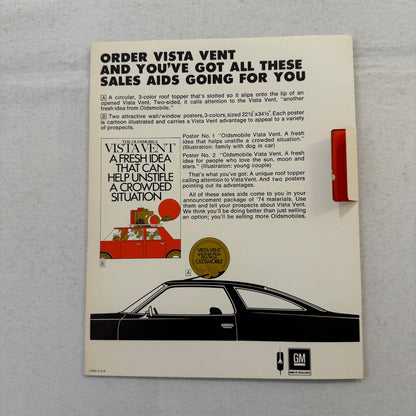 ORDER VISTA VENT
AND YOU'VE GOT ALL THESE
SALES AIDS GOING FOR YOU
A A circular, 3-color roof topper that's slotted so it slips onto the lip of an
opened Vista Vent. Two-sided, it calls attention to the Vista Vent, "another
fresh idea from Oldsmobile."
B Two attractive wall/window posters, 3-colors, sized 22½"x34½". Each poster
is cartoon illustrated and carries a Vista Vent advantage to appeal to a variety
of prospects.
Poster No. 1 "Oldsmobile Vista Vent. A fresh
idea that helps unstifle a crowded situation."
(Illustration: family with dog in car)
Poster No. 2 "Oldsmobile Vista Vent. A fresh
idea for people who love the sun, moon and
stars." (Illustration: young couple)
That's what you've got: A unique roof topper
calling attention to Vista Vent. And two posters
pointing out its advantages.
All of these sales aids come to you in your
announcement package of '74 materials. Use
them and tell your prospects about Vista Vent.
We think you'll be doing better than just selling
an option; you'll be selling more Oldsmobiles.
THE OLDSMOBILE
VISTA VENT
A FRESH IDEA
THAT CAN
HELP UNSTIFLE
A CROWDED
SITUATION
B
A
VISTA VENT
ANOTHER FRESH
IDEA FROM
OLDSMOBILE
GM